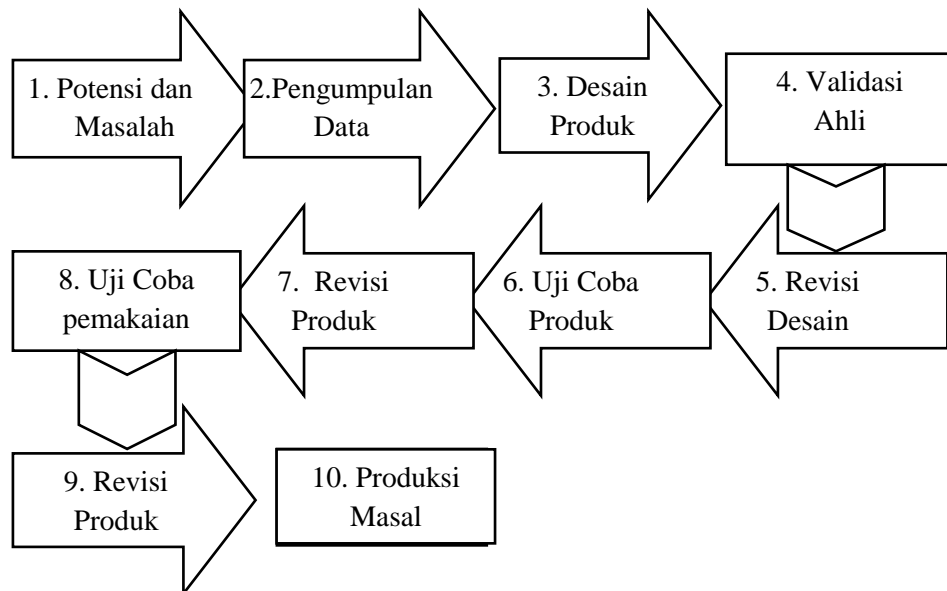 1. Potensi dan
Masalah
2.Pengumpulan
Data
3. Desain
Produk
4. Validasi
Ahli
8. Uji Coba
pemakaian
7. Revisi
Produk
6. Uji Coba
Produk
5. Revisi
Desain
9. Revisi
Produk
10. Produksi
Masal